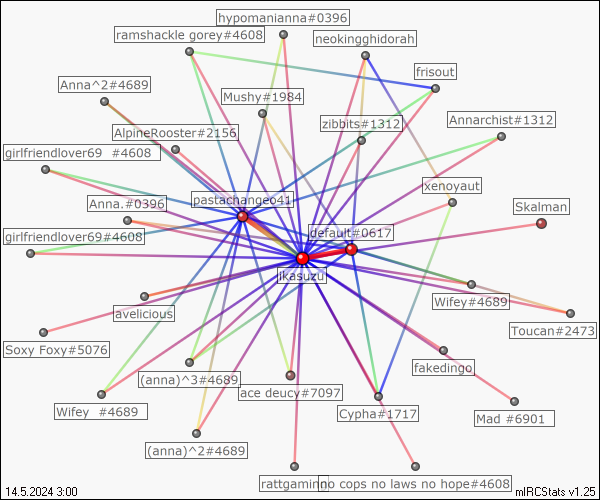 hypomanianna#0396
ramshackle gorey#4608
neokingghidorah
frisout
Anna^2#4689
Mushy#1984
zibbits#1312
Annarchist#1312
AlpineRooster#2156
girlfriendlover69 #4608
xenoyaut
pastachangeo41
Anna.#0396
Skalman
default#0617
girlfriendlover69#4608
jkasuzu
Wifey#4689
avelicious
Toucan#2473
Soxy Foxy#5076
fakedingo
(anna)^3#4689
ace deucy#7097
Wifey #4689
Cypha#1717
Mad #6901
(anna)^2#4689
rattgaminno cops no laws no hope#4608
14.5.2024 3:00
mIRCStats v1.25